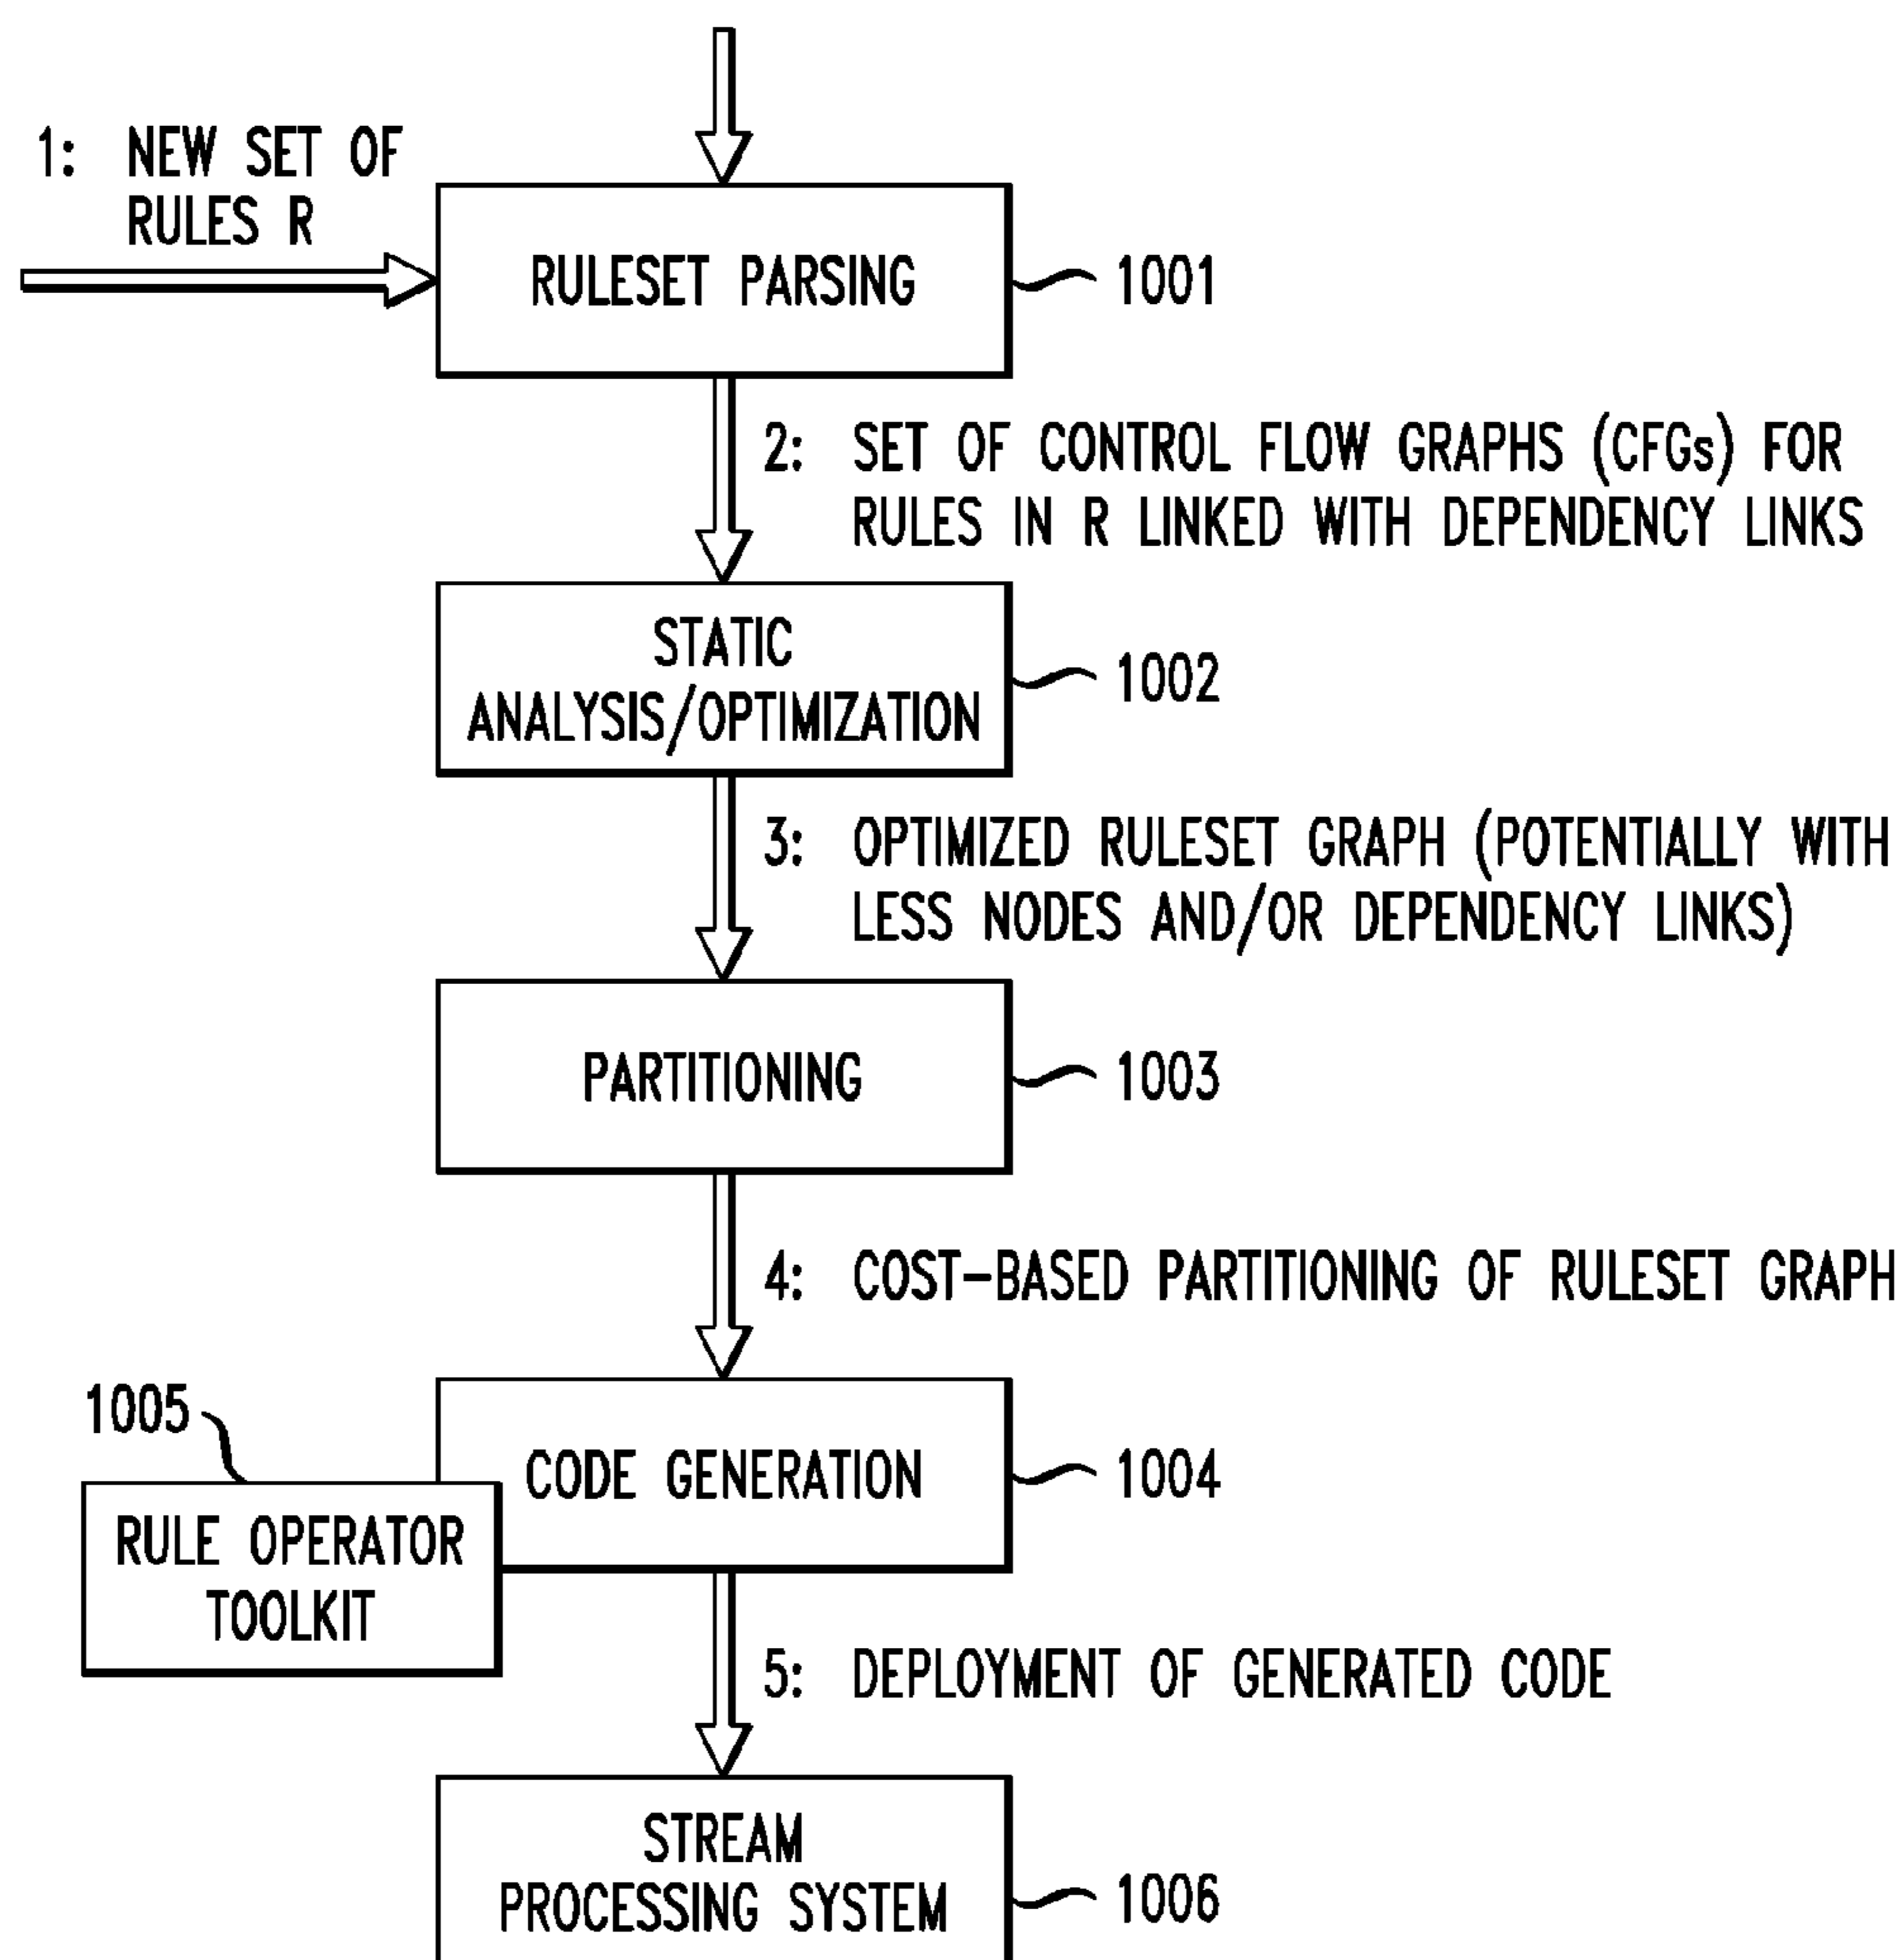 1: NEW SET OF
RULES R
RULESET PARSING
1001
2: SET OF CONTROL FLOW GRAPHS (CFGs) FOR
RULES IN R LINKED WITH DEPENDENCY LINKS
STATIC
ANALYSIS/OPTIMIZATION
1002
3: OPTIMIZED RULESET GRAPH (POTENTIALLY WITH
LESS NODES AND/OR DEPENDENCY LINKS)
PARTITIONING
1003
4: COST-BASED PARTITIONING OF RULESET GRAPH
1005
CODE GENERATION
1004
RULE OPERATOR
TOOLKIT
5: DEPLOYMENT OF GENERATED CODE
STREAM
PROCESSING SYSTEM
1006